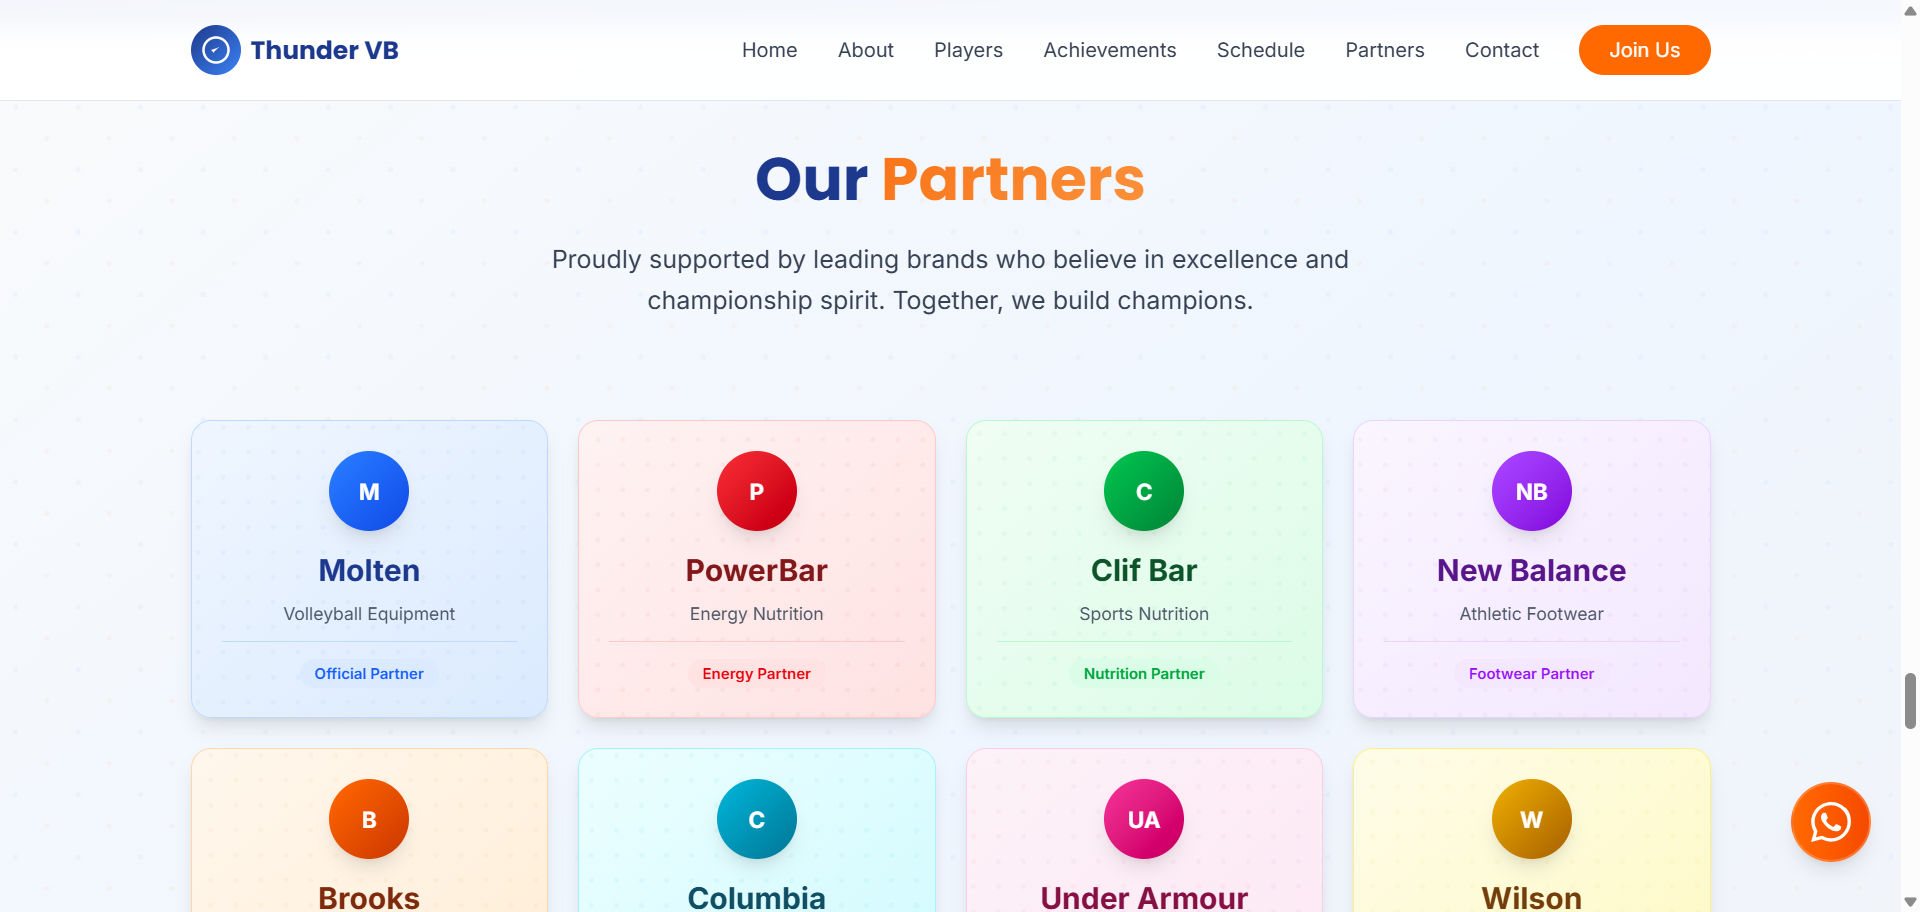 Thunder VB
Home
About
Players
Achievements
Schedule
Partners
Contact
Join Us
Our Partners
Proudly supported by leading brands who believe in excellence and
championship spirit. Together, we build champions.
M
Molten
Volleyball Equipment
Official Partner
P
PowerBar
Energy Nutrition
Energy Partner
C
Clif Bar
Sports Nutrition
Nutrition Partner
NB
New Balance
Athletic Footwear
Footwear Partner
B
Brooks
C
Columbia
UA
Under Armour
W
Wilson